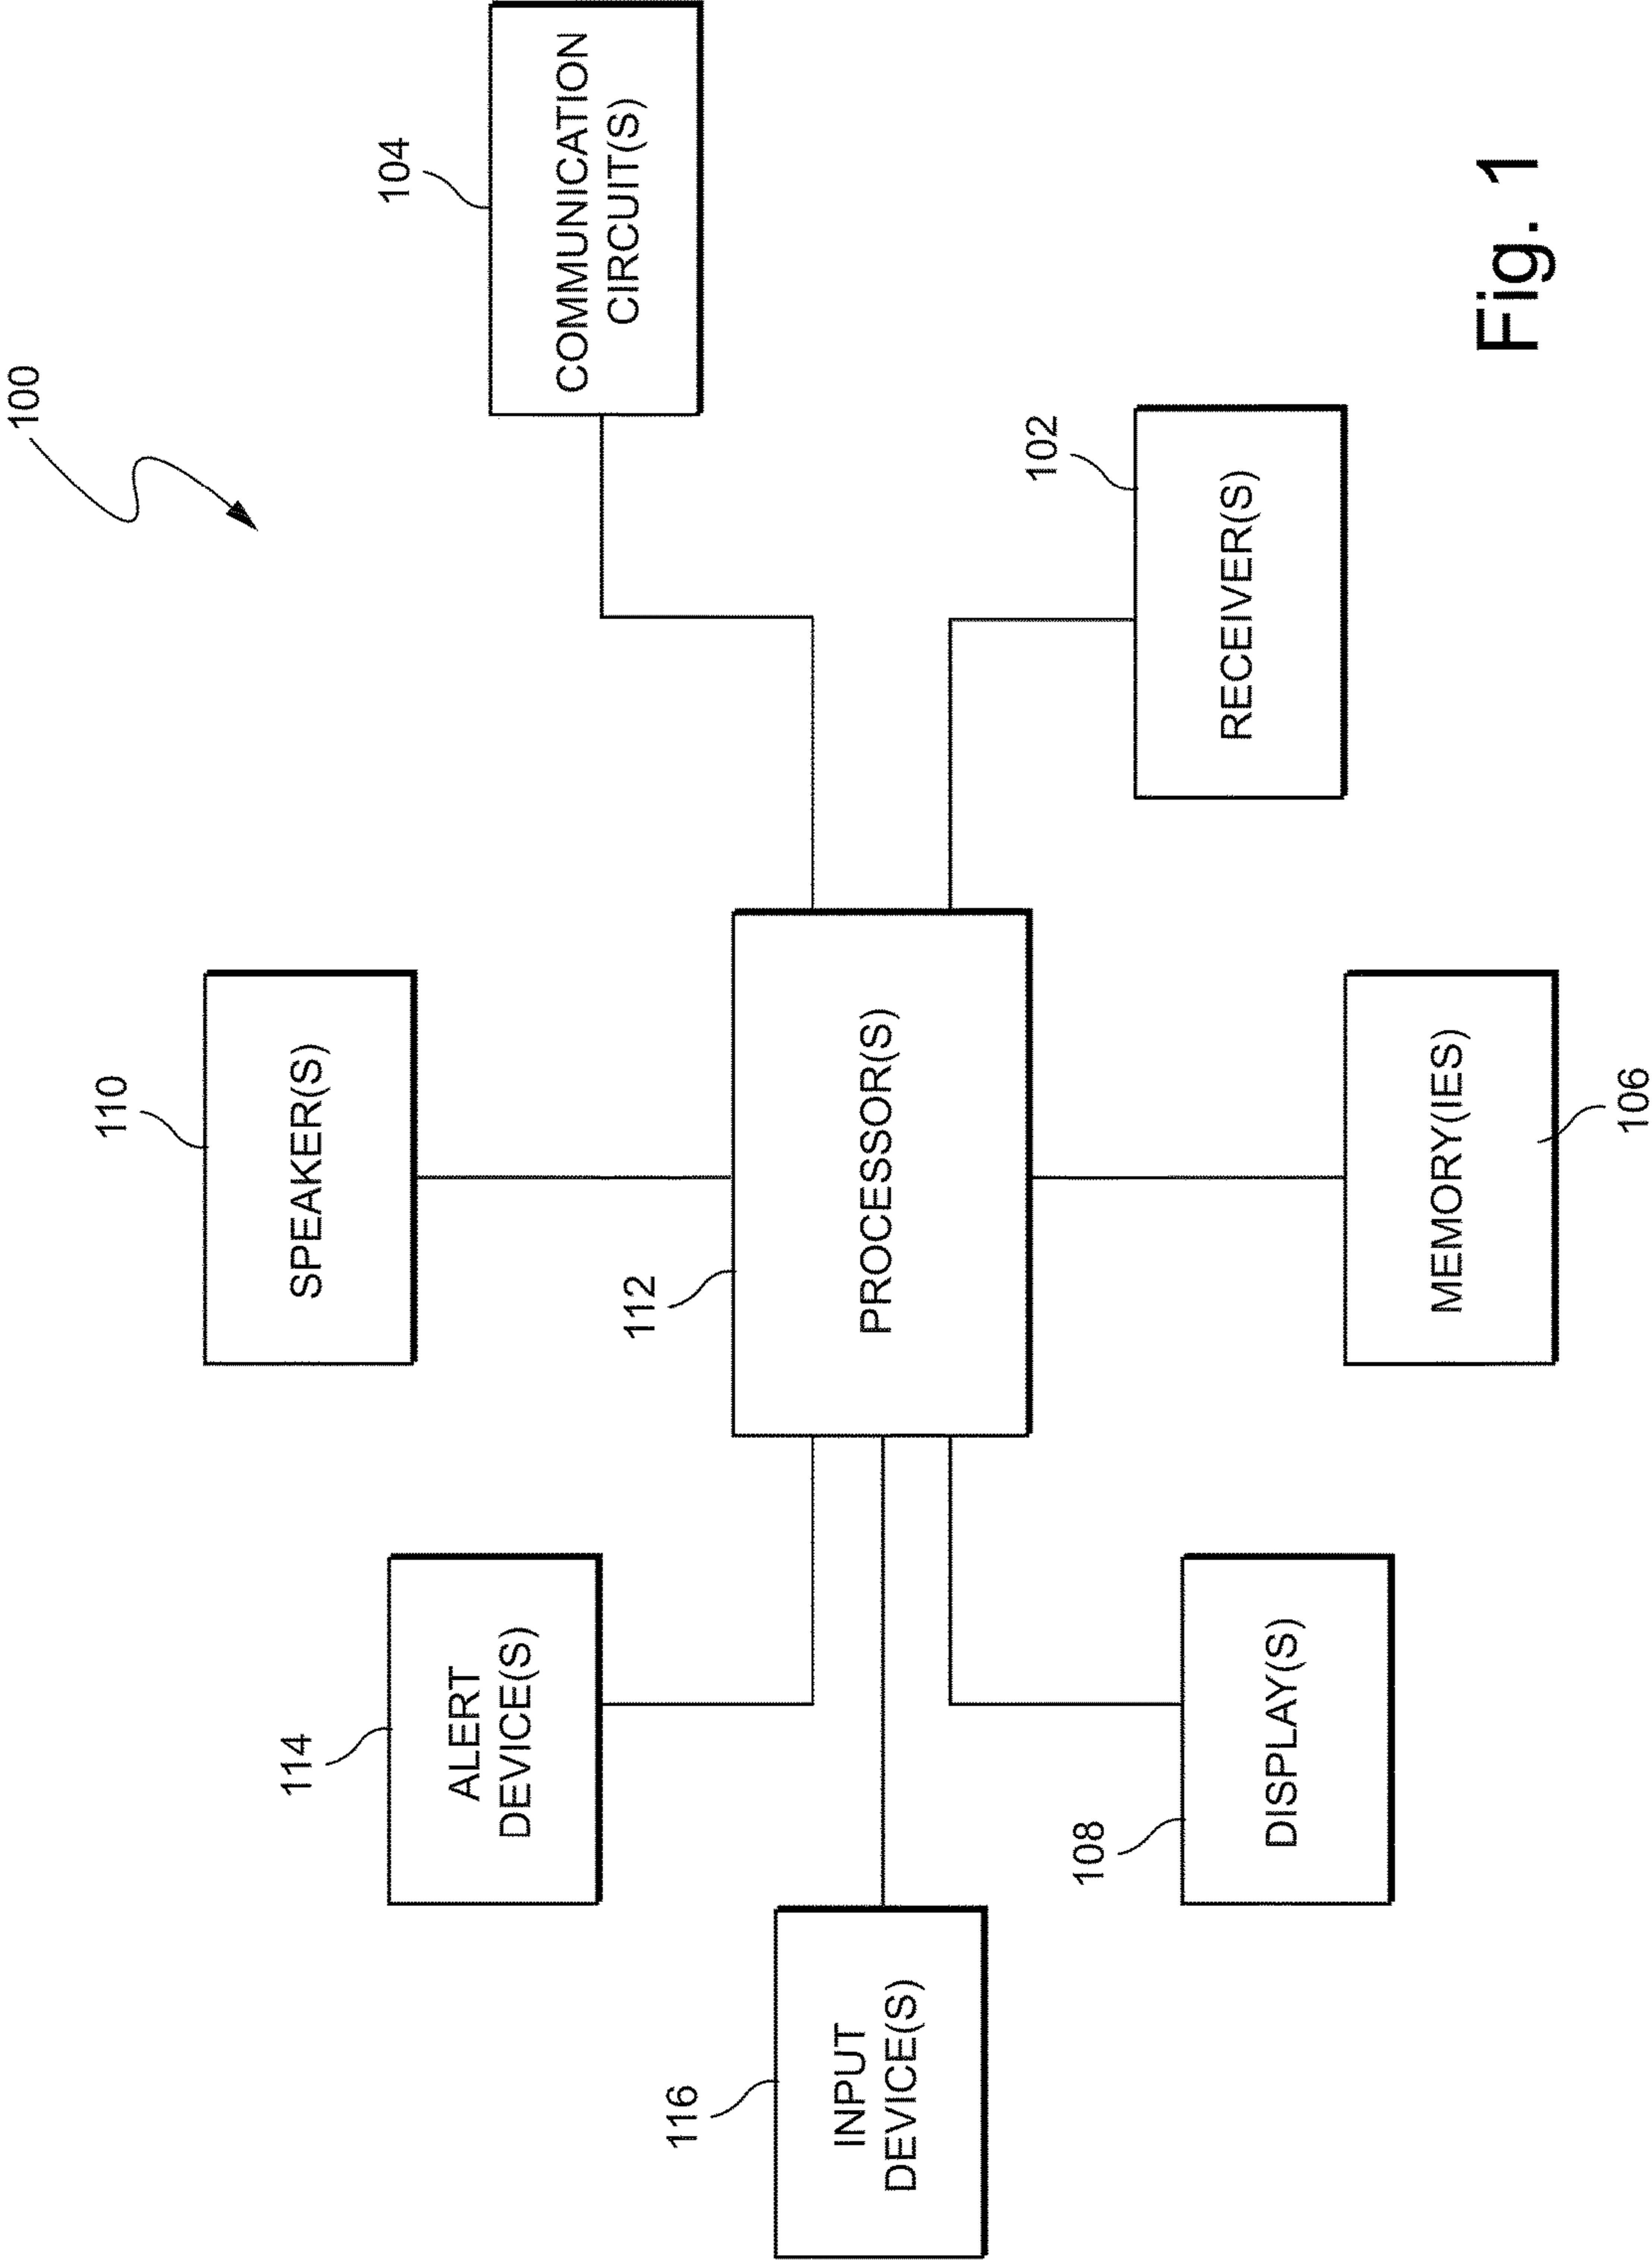 100
104
COMMUNICATION
CIRCUIT(S)
102
RECEIVER(S)
110
SPEAKER(S)
112
PROCESSOR(S)
MEMORY(IES)
106
114
ALERT
DEVICE(S)
108
DISPLAY(S)
116
INPUT
DEVICE(S)
Fig. 1